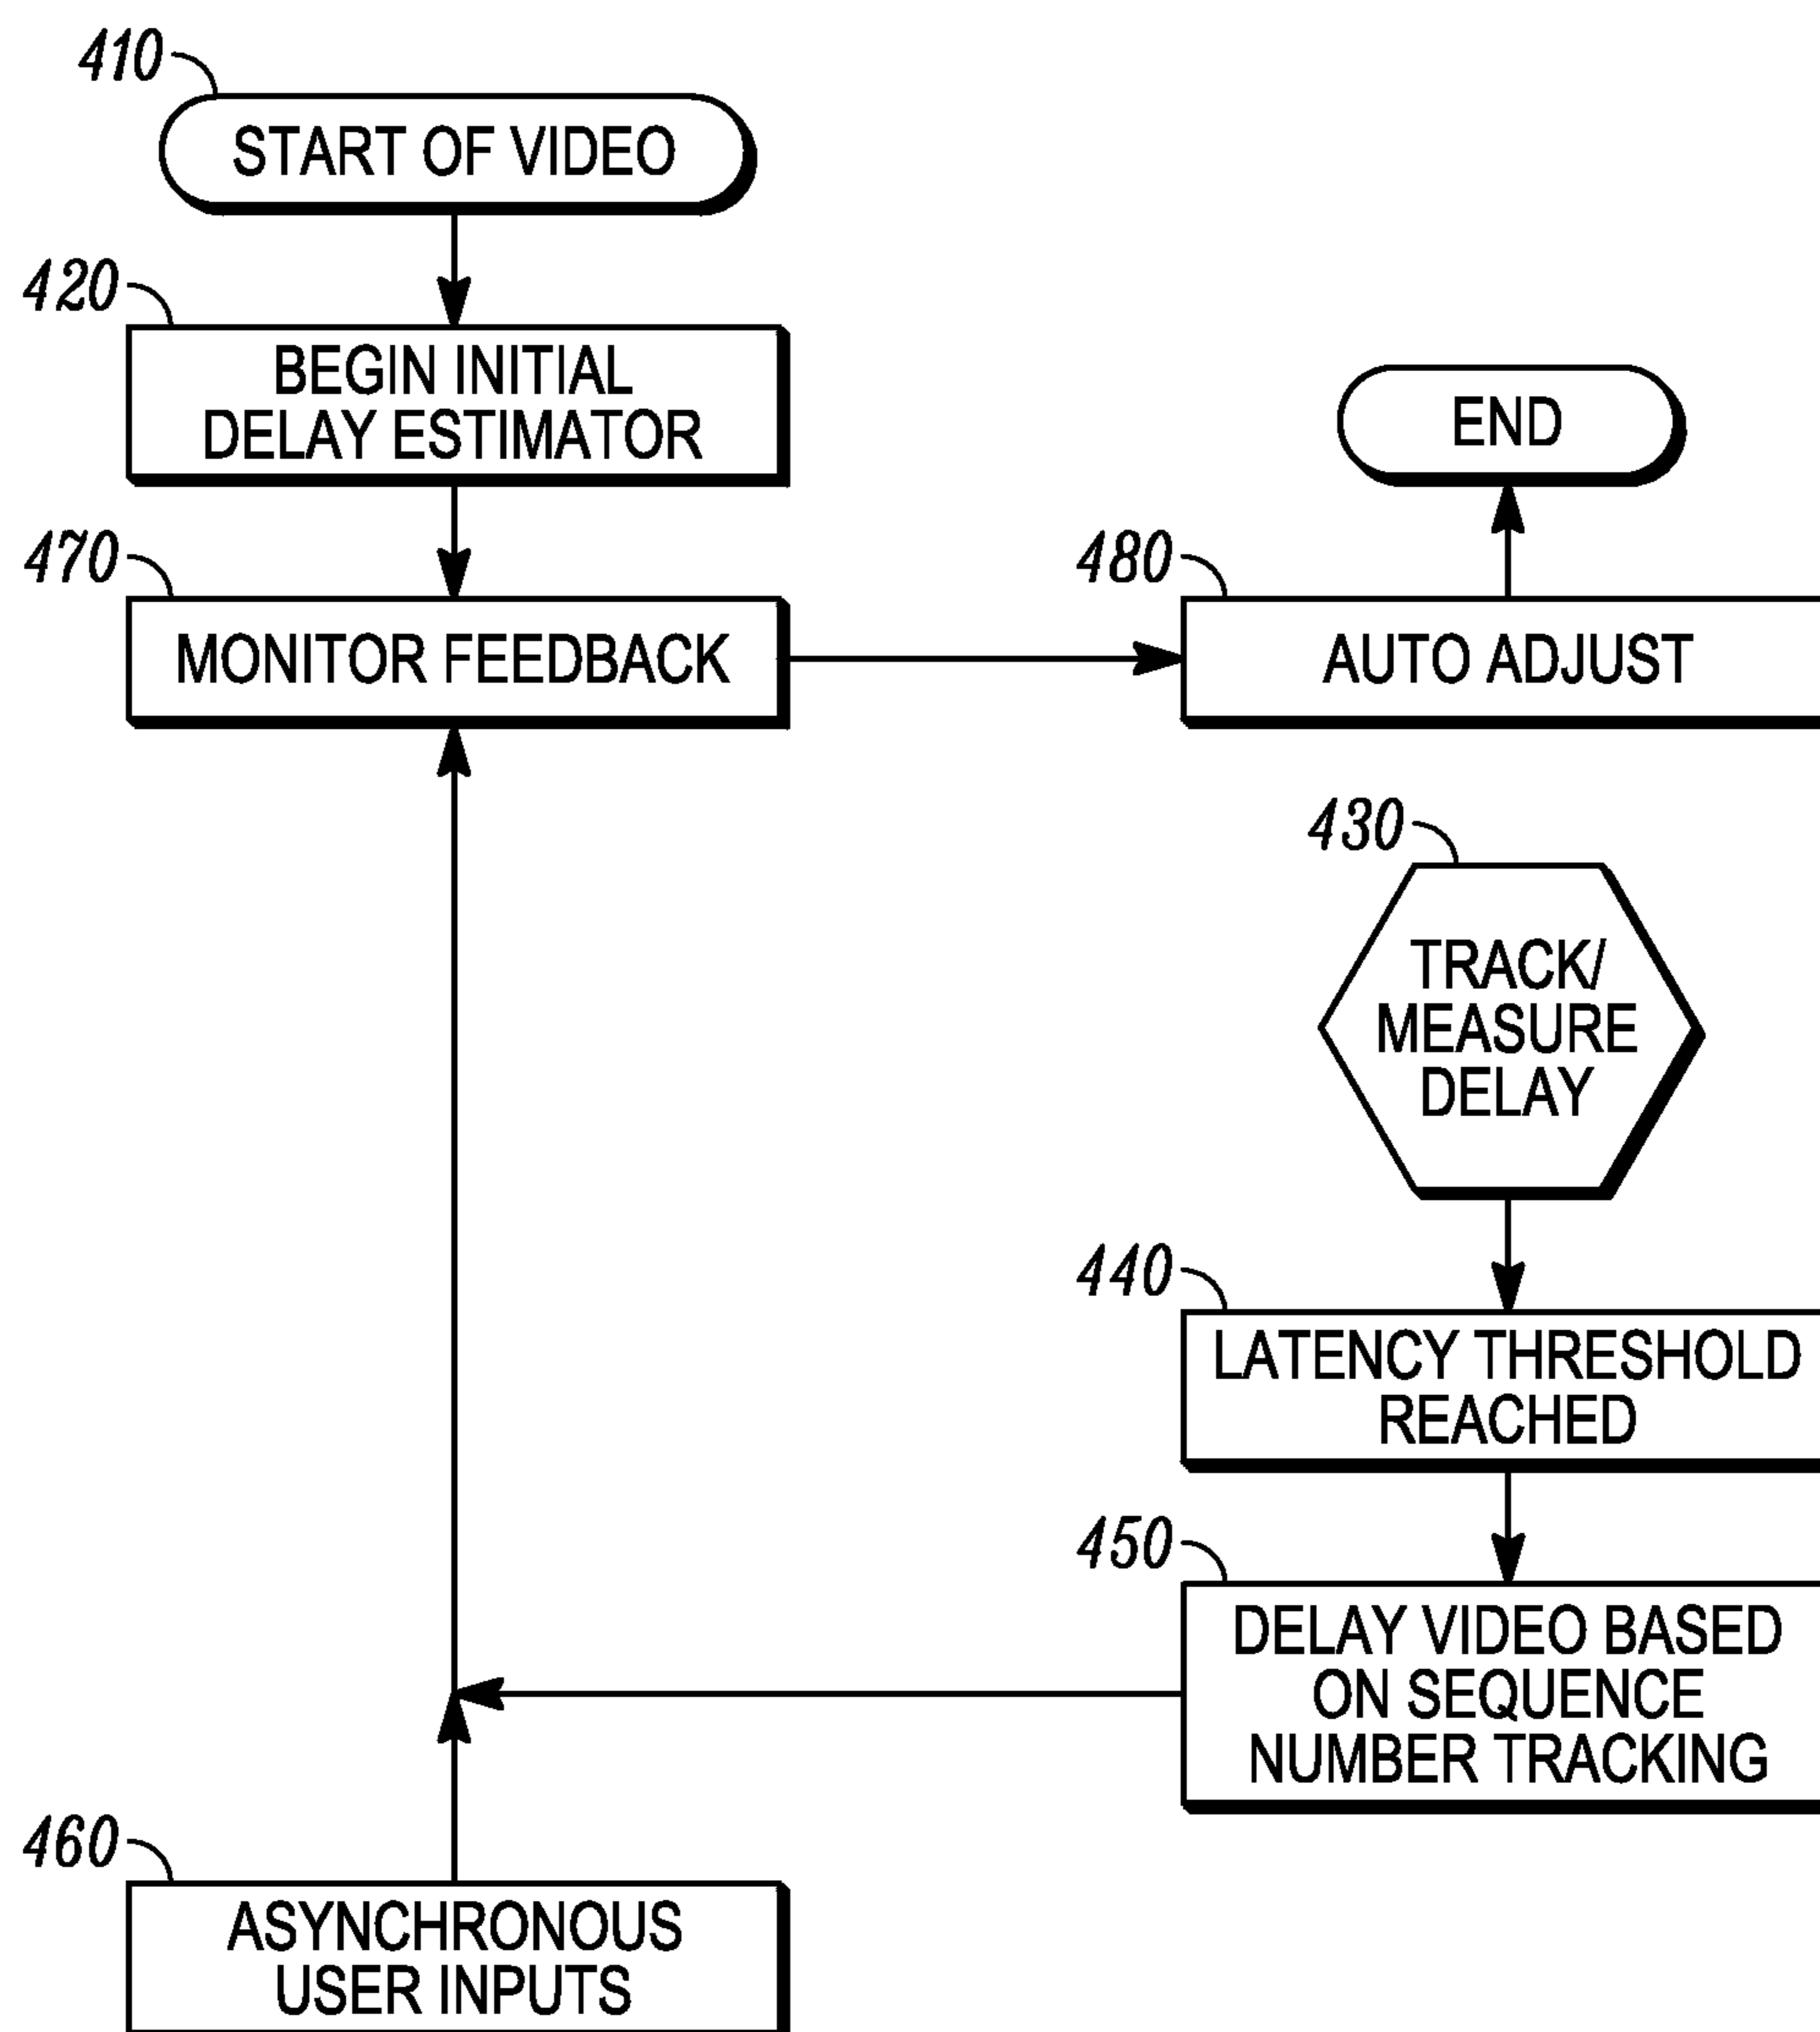 410
START OF VIDEO
420
BEGIN INITIAL
DELAY ESTIMATOR
470
MONITOR FEEDBACK
480
AUTO ADJUST
END
430
TRACK/
MEASURE
DELAY
440
LATENCY THRESHOLD
REACHED
450
DELAY VIDEO BASED
ON SEQUENCE
NUMBER TRACKING
460
ASYNCHRONOUS
USER INPUTS